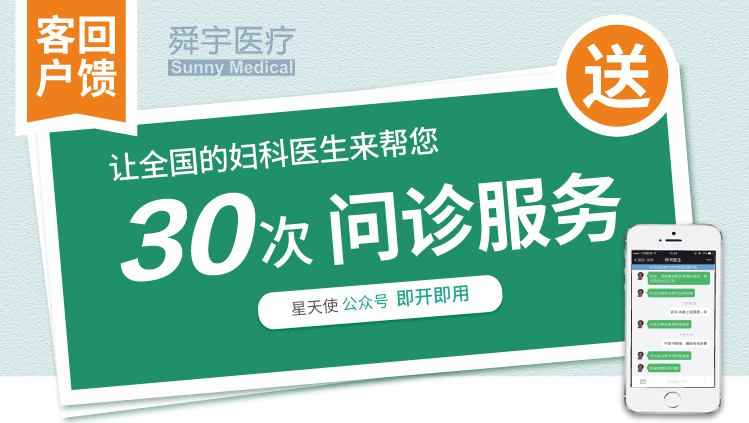 客户回馈
舜宇医疗
Sunny Medical
送
让全国的妇科医生来帮您
30次 问诊服务
星天使 公众号 即开即用